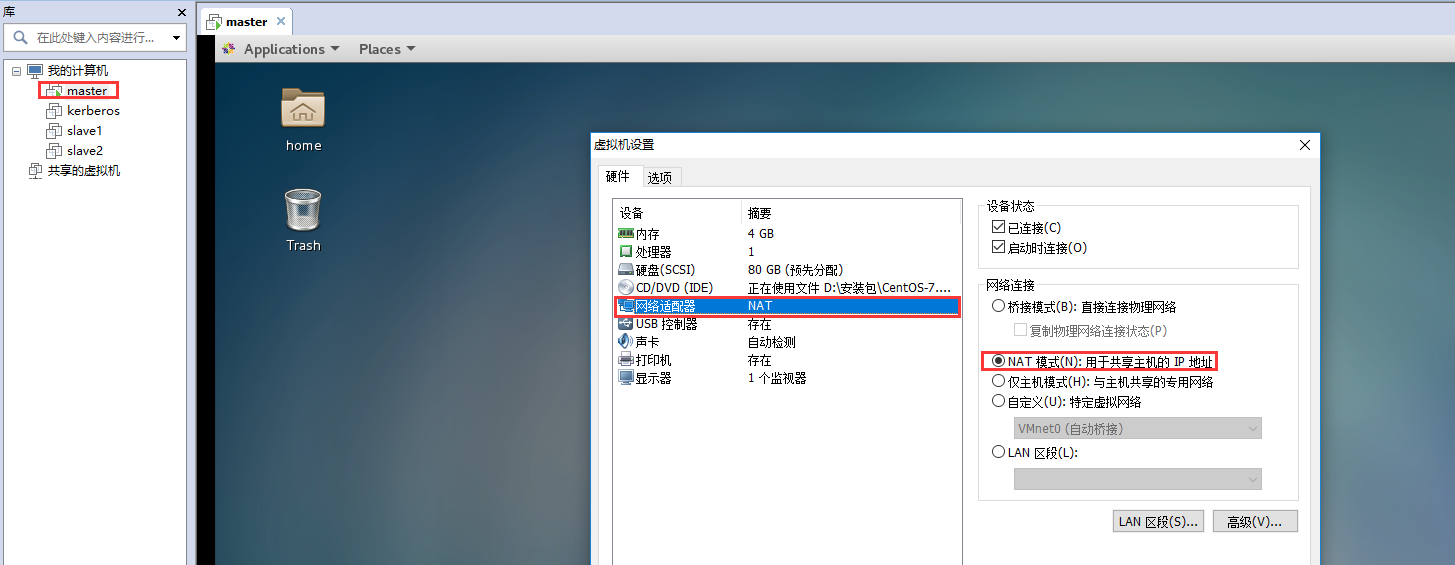 库
在此处键入内容进行...
我的计算机
master
kerberos
slave1
slave2
共享的虚拟机
master
Applications
Places
home
Trash
虚拟机设置
硬件
选项
设备
摘要
内存
4 GB
处理器
1
硬盘(SCSI)
80 GB (预先分配)
CD/DVD (IDE)
正在使用文件 D:\安装包\CentOS-7....
网络适配器
NAT
USB 控制器
存在
声卡
自动检测
打印机
存在
显示器
1 个监视器
设备状态
已连接(C)
启动时连接(O)
网络连接
桥接模式(B): 直接连接物理网络
复制物理网络连接状态(P)
NAT 模式(N): 用于共享主机的 IP 地址
仅主机模式(H): 与主机共享的专用网络
自定义(U): 特定虚拟网络
VMnet0 (自动桥接)
LAN 区段(L):
LAN 区段(S)...
高级(V)...